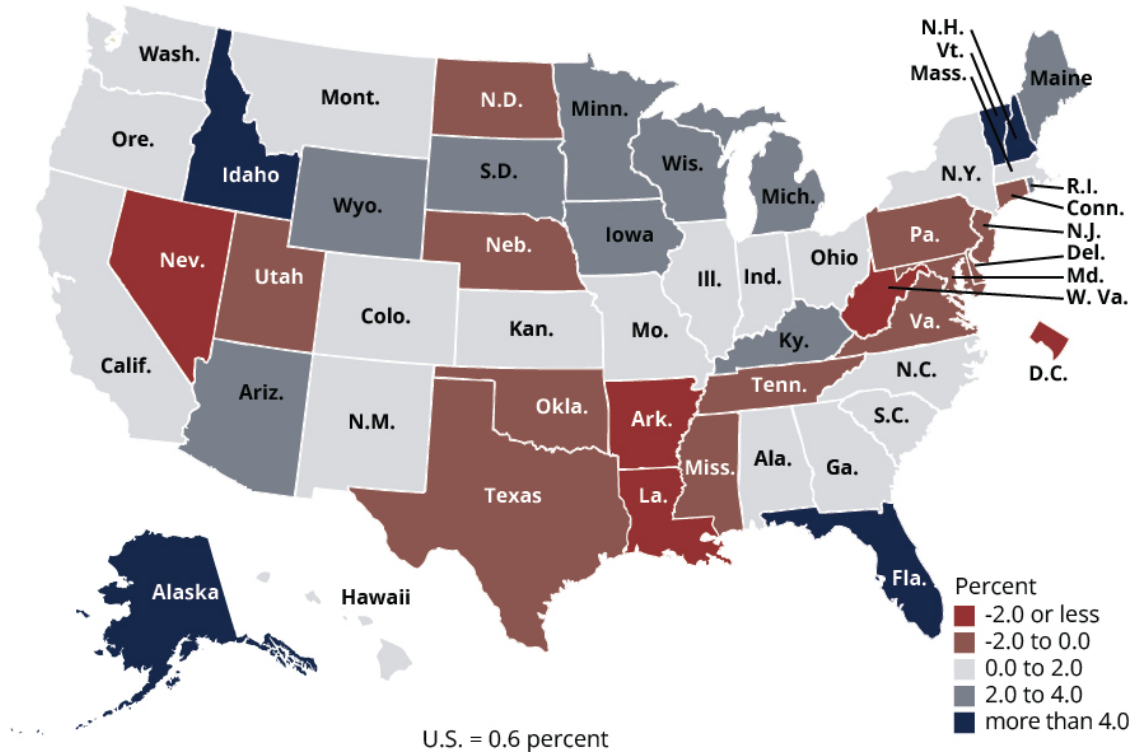 N.H.
Vt.
Mass.
Wash.
Maine
Mont.
N.D.
Minn.
Ore.
Idaho
S.D.
Wis.
N.Y.
R.I.
Wyo.
Mich.
Conn.
N.J.
Iowa
Pa.
Neb.
Del.
Nev.
Utah
Ill.
Ind.
Ohio
Md.
W. Va.
Colo.
Kan.
Mo.
Va.
Ky.
Calif.
D.C.
N.C.
Ariz.
Tenn.
Okla.
Ark.
N.M.
S.C.
Miss.
Ala.
Ga.
Texas
La.
Fla.
Alaska
Hawaii
Percent
-2.0 or less
-2.0 to 0.0
0.0 to 2.0
2.0 to 4.0
more than 4.0
U.S. = 0.6 percent